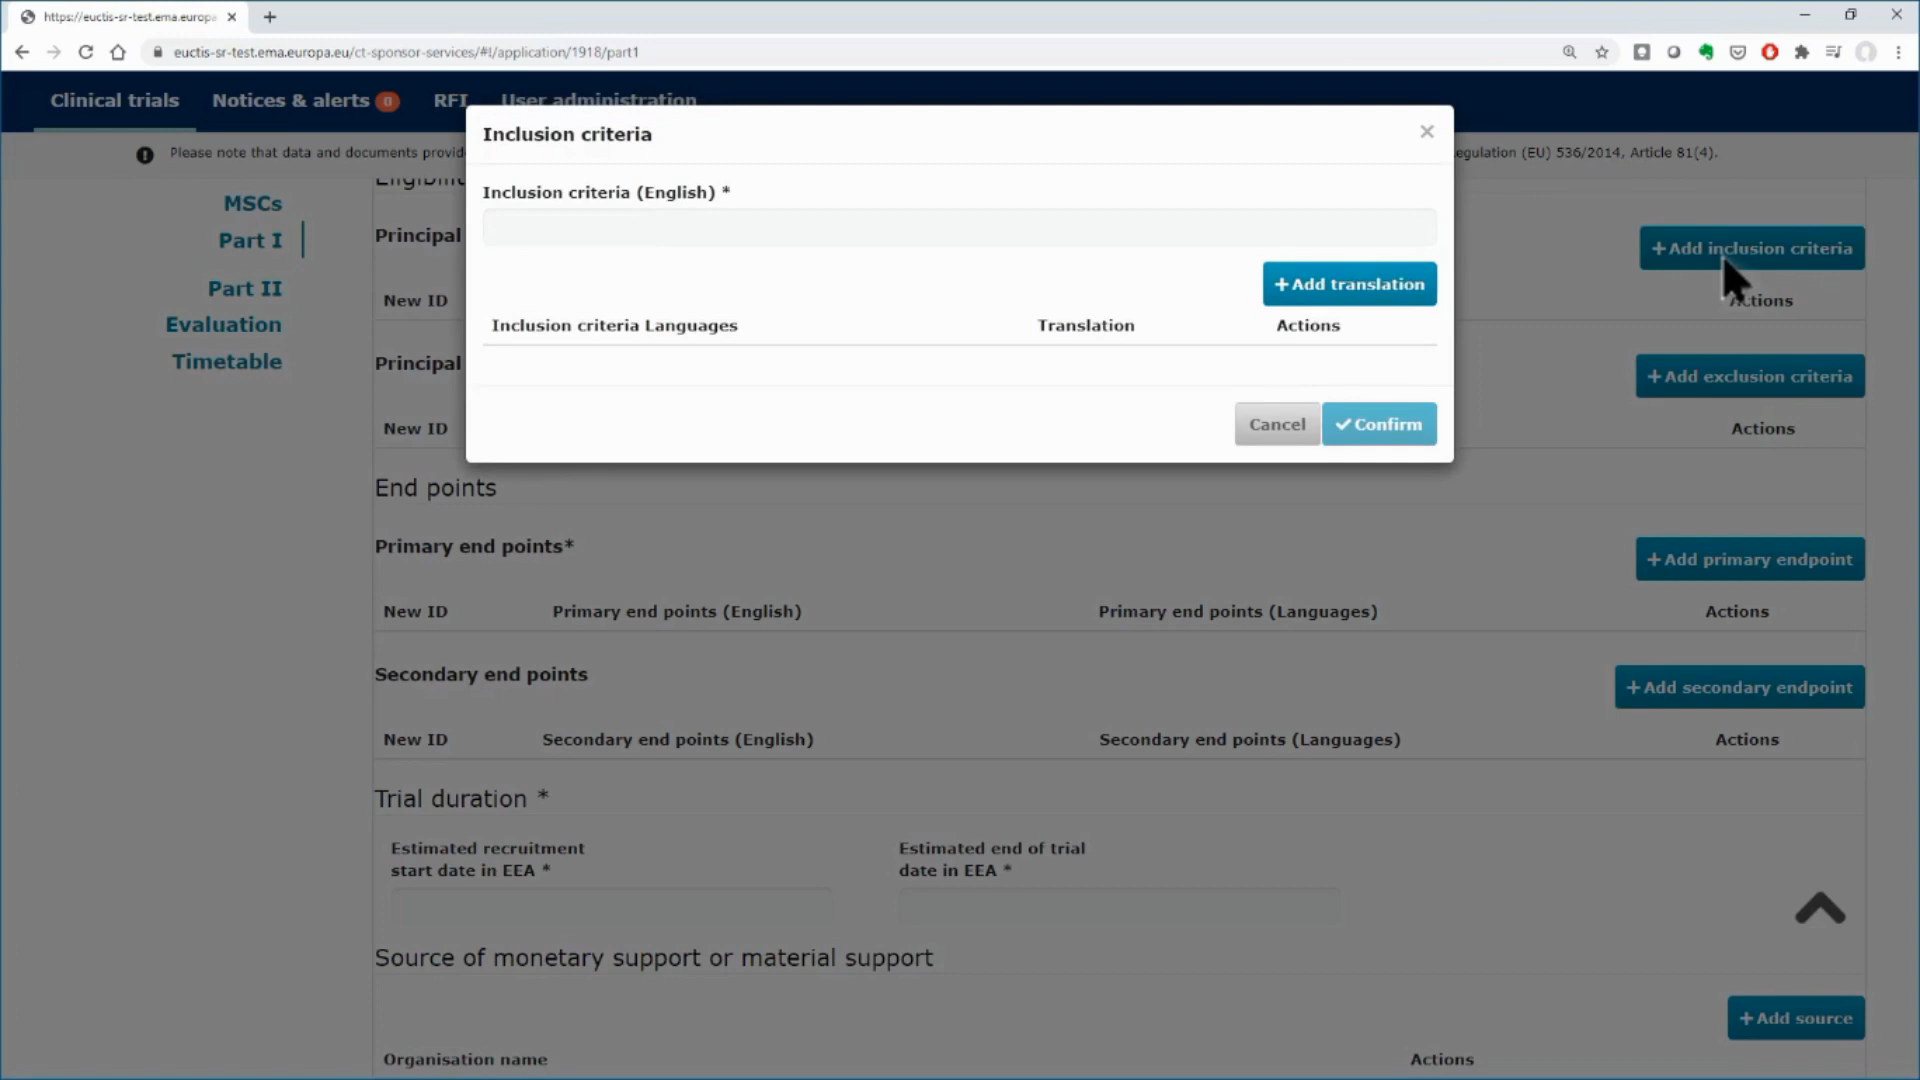 https://euctis-sr-test.ema.europa
euctis-sr-test.ema.europa.eu/ct-sponsor-services/#!/application/1918/part1
Clinical trials
Notices & alerts 0
RFI
User administration
Please note that data and documents provid
egulation (EU) 536/2014, Article 81(4).
MSCs
Part I
Part II
Evaluation
Timetable
Inclusion criteria
Inclusion criteria (English) *
+Add translation
Inclusion criteria Languages
Translation
Actions
Cancel
Confirm
Principal
+Add inclusion criteria
New ID
Actions
Principal
+Add exclusion criteria
New ID
Actions
End points
Primary end points*
+Add primary endpoint
New ID
Primary end points (English)
Primary end points (Languages)
Actions
Secondary end points
+Add secondary endpoint
New ID
Secondary end points (English)
Secondary end points (Languages)
Actions
Trial duration *
Estimated recruitment
start date in EEA *
Estimated end of trial
date in EEA *
Source of monetary support or material support
+Add source
Organisation name
Actions